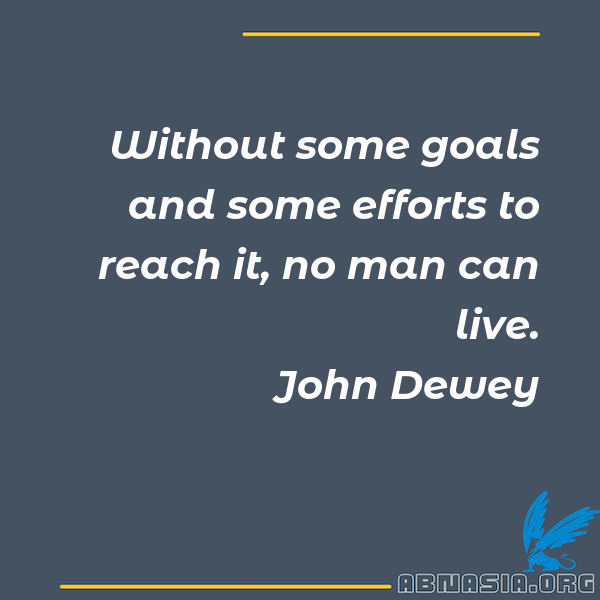 Without some goals
and some efforts to
reach it, no man can
live.
John Dewey
ABNASIA.ORG